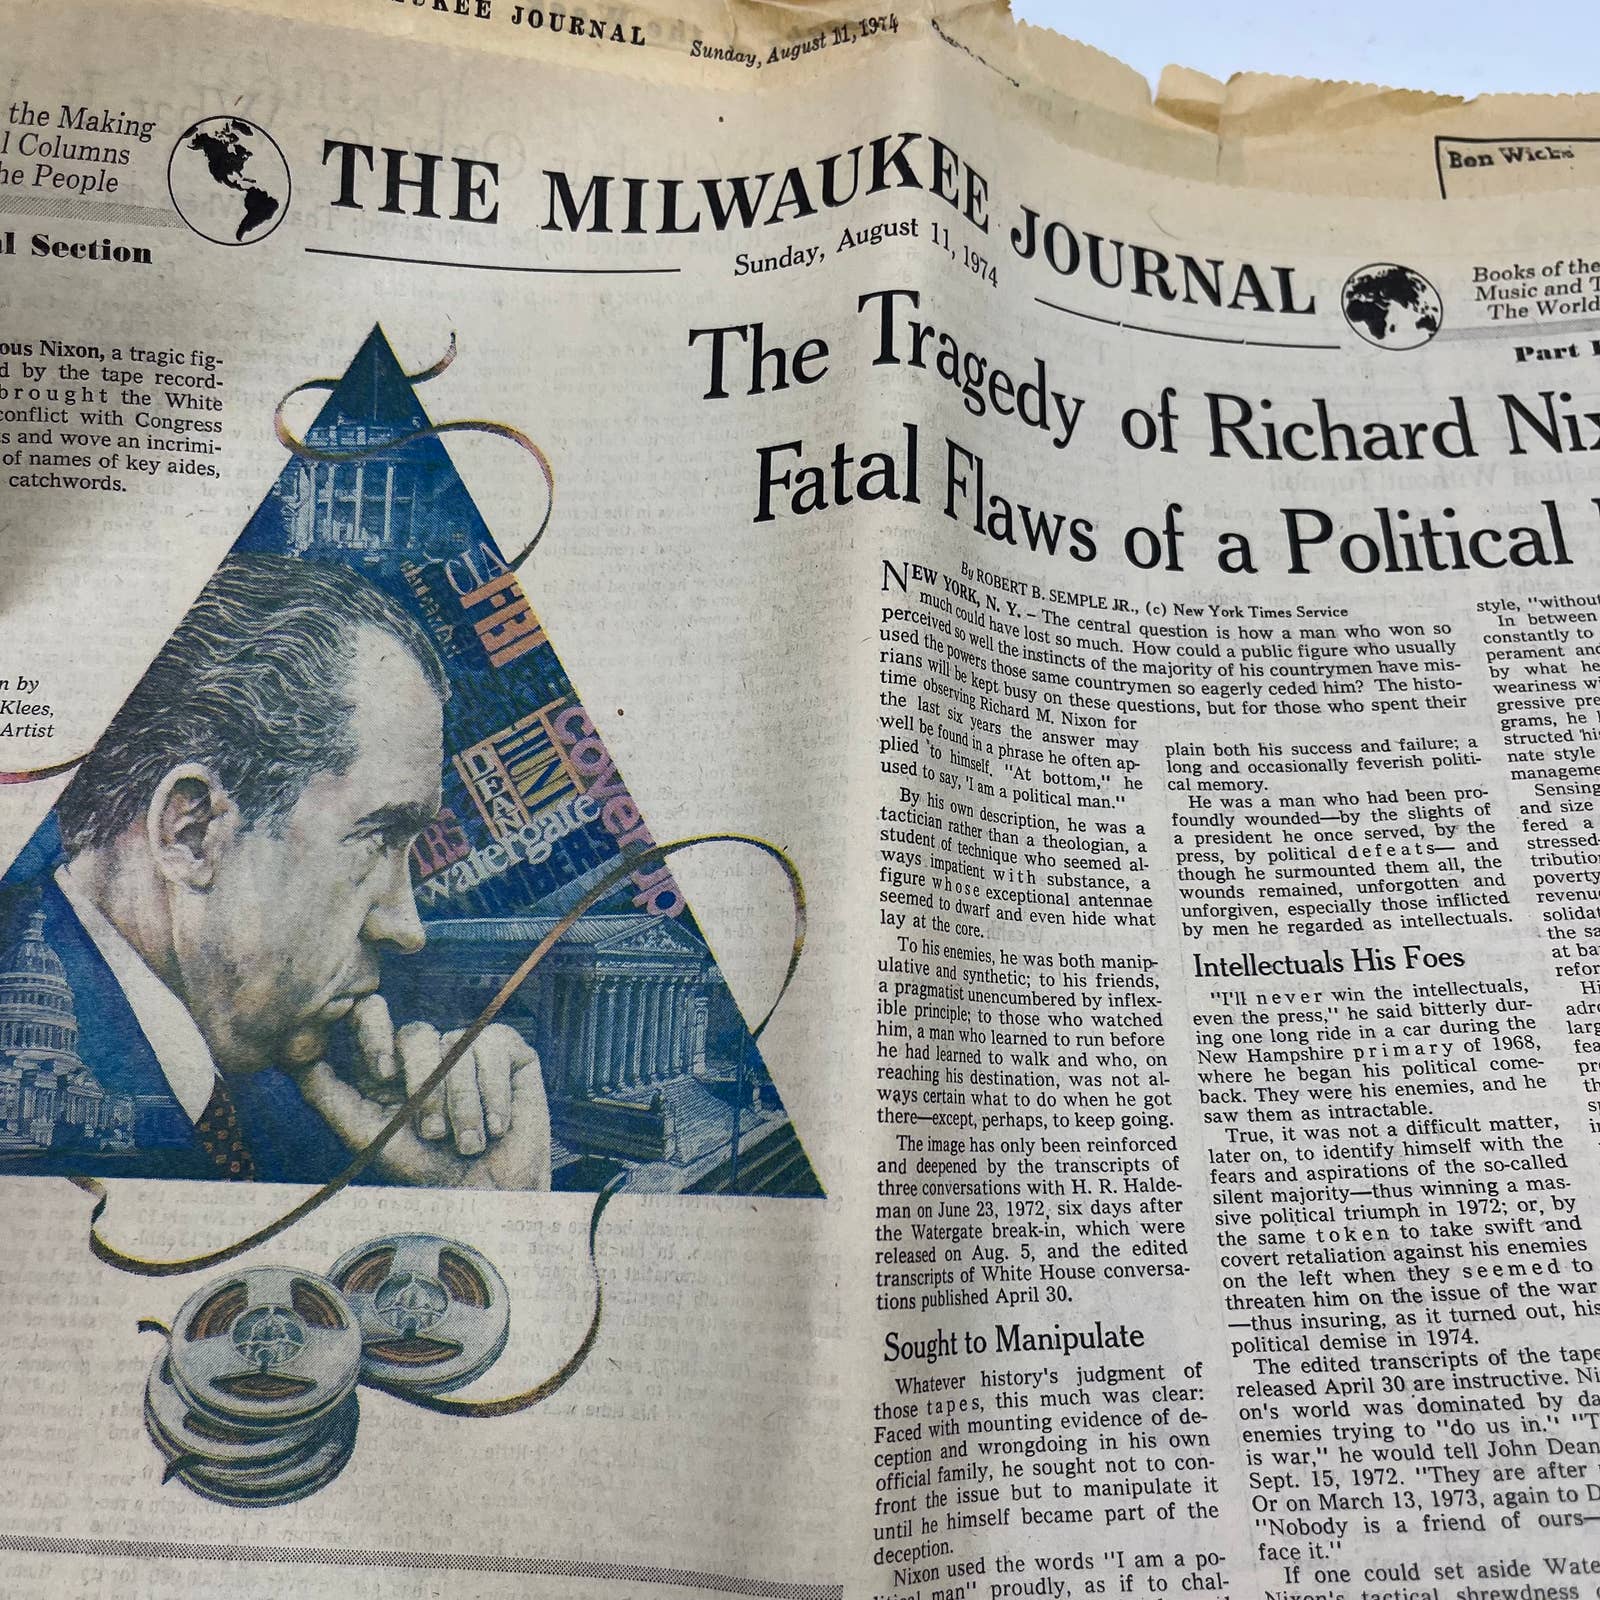 UKEE JOURNAL
Sunday, August 11, 1974
the Making
l Columns
he People
THE MILWAUKEE JOURNAL
Sunday, August 11, 1974
Ben Wicks
Books of the
Music and T
The World
Part
l Section
ous Nixon, a tragic fig-
d by the tape record-
brought the White
conflict with Congress
s and wove an incrimi-
of names of key aides,
catchwords.
n by
Klees,
Artist
CIA
FBI
HUNT
DEAN
coverup
IRS
watergate
PLUMBERS
The Tragedy of Richard Nix
Fatal Flaws of a Political
By ROBERT B. SEMPLE JR., (c) New York Times Service
NEW YORK, N. Y. – The central question is how a man who won so
much could have lost so much. How could a public figure who usually
perceived so well the instincts of the majority of his countrymen have mis-
used the powers those same countrymen so eagerly ceded him? The histo-
rians will be kept busy on these questions, but for those who spent their
time observing Richard M. Nixon for
the last six years the answer may
well be found in a phrase he often ap-
plied to himself. "At bottom," he
used to say, 'I am a political man."
By his own description, he was a
tactician rather than a theologian, a
student of technique who seemed al-
ways impatient with substance, a
figure whose exceptional antennae
seemed to dwarf and even hide what
lay at the core.
To his enemies, he was both manip-
ulative and synthetic; to his friends,
a pragmatist unencumbered by inflex-
ible principle; to those who watched
him, a man who learned to run before
he had learned to walk and who, on
reaching his destination, was not al-
ways certain what to do when he got
there—except, perhaps, to keep going.
The image has only been reinforced
and deepened by the transcripts of
three conversations with H. R. Halde-
man on June 23, 1972, six days after
the Watergate break-in, which were
released on Aug. 5, and the edited
transcripts of White House conversa-
tions published April 30.
Sought to Manipulate
Whatever history's judgment of
those tapes, this much was clear:
Faced with mounting evidence of de-
ception and wrongdoing in his own
official family, he sought not to con-
front the issue but to manipulate it
until he himself became part of the
deception.
Nixon used the words "I am a po-
litical man" proudly, as if to chal-
plain both his success and failure; a
long and occasionally feverish politi-
cal memory.
He was a man who had been pro-
foundly wounded—by the slights of
a president he once served, by the
press, by political defeats— and
though he surmounted them all, the
wounds remained, unforgotten and
unforgiven, especially those inflicted
by men he regarded as intellectuals.
Intellectuals His Foes
"I'll never win the intellectuals,
even the press," he said bitterly dur-
ing one long ride in a car during the
New Hampshire primary of 1968,
where he began his political come-
back. They were his enemies, and he
saw them as intractable.
True, it was not a difficult matter,
later on, to identify himself with the
fears and aspirations of the so-called
silent majority—thus winning a mas-
sive political triumph in 1972; or, by
the same token to take swift and
covert retaliation against his enemies
on the left when they seemed to
threaten him on the issue of the war
—thus insuring, as it turned out, his
political demise in 1974.
The edited transcripts of the tape
released April 30 are instructive. Ni
on's world was dominated by da
enemies trying to "do us in." "T
is war," he would tell John Dean
Sept. 15, 1972. "They are after
Or on March 13, 1973, again to D
"Nobody is a friend of ours—
face it."
If one could set aside Wate
Nixon's tactical shrewdness
style, "without
In between
constantly to
perament and
by what he
weariness wi
gressive pre
grams, he
structed his
nate style
manageme
Sensing
and size
fered a
stressed
tributio
poverty
revenu
solidat
the sa
at ba
refor
Hi
adro
larg
fea
pr
th
s
i